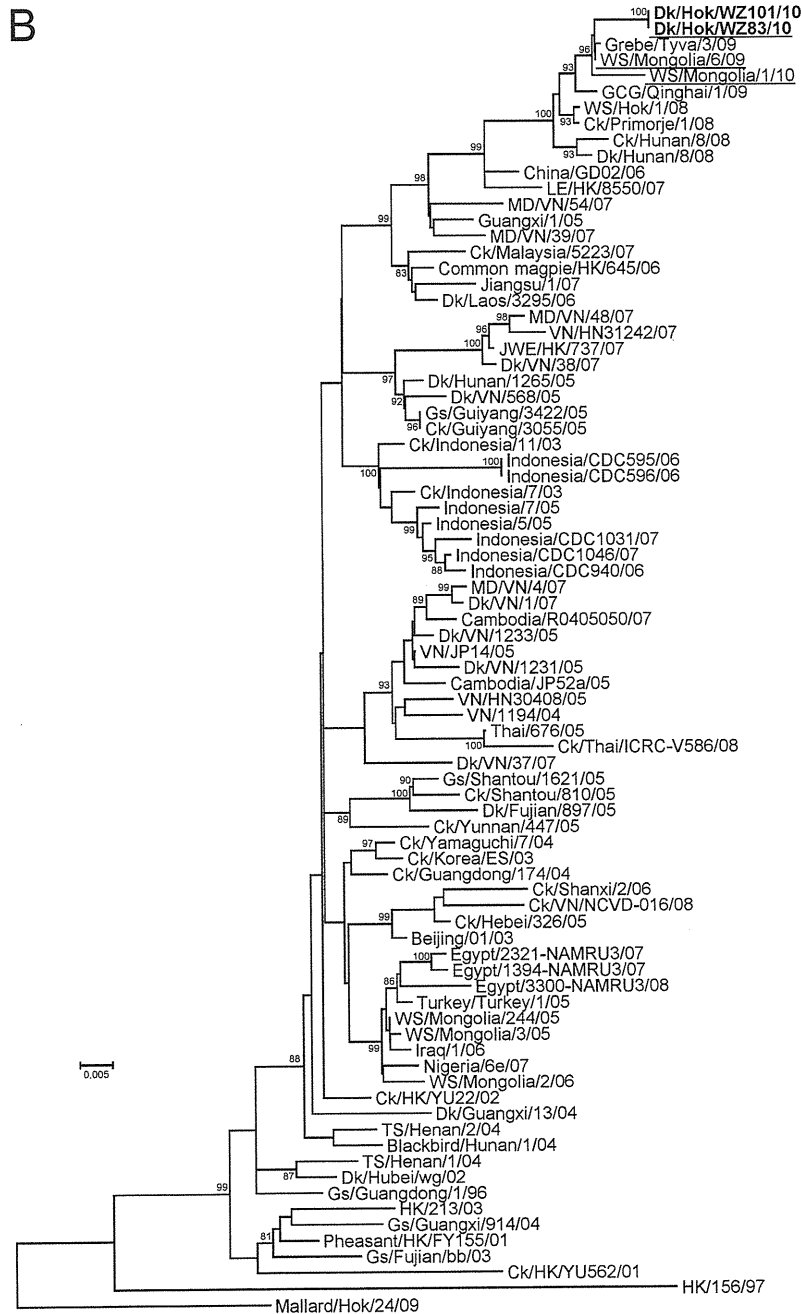 B
100 Dk/Hok/WZ101/10
Dk/Hok/WZ83/10
96 Grebe/Tyva/3/09
WS/Mongolia/6/09
93 WS/Mongolia/1/10
GCG/Qinghai/1/09
100 WS/Hok/1/08
93 Ck/Primorje/1/08
Ck/Hunan/8/08
99 93 Dk/Hunan/8/08
China/GD02/06
98 LE/HK/8550/07
MD/VN/54/07
99 Guangxi/1/05
MD/VN/39/07
Ck/Malaysia/5223/07
83 Common magpie/HK/645/06
Jiangsu/1/07
Dk/Laos/3295/06
98 MD/VN/48/07
96 VN/HN31242/07
100 JWE/HK/737/07
Dk/VN/38/07
97 Dk/Hunan/1265/05
92 Dk/VN/568/05
Gs/Guiyang/3422/05
96 Ck/Guiyang/3055/05
Ck/Indonesia/11/03
100 100 Indonesia/CDC595/06
Indonesia/CDC596/06
Ck/Indonesia/7/03
Indonesia/7/05
99 Indonesia/5/05
Indonesia/CDC1031/07
95 Indonesia/CDC1046/07
88 Indonesia/CDC940/06
99 MD/VN/4/07
89 Dk/VN/1/07
Cambodia/R0405050/07
Dk/VN/1233/05
VN/JP14/05
Dk/VN/1231/05
93 Cambodia/JP52a/05
VN/HN30408/05
VN/1194/04
Thai/676/05
100 Ck/Thai/ICRC-V586/08
Dk/VN/37/07
90 Gs/Shantou/1621/05
100 Ck/Shantou/810/05
Dk/Fujian/897/05
89 Ck/Yunnan/447/05
97 Ck/Yamaguchi/7/04
Ck/Korea/ES/03
Ck/Guangdong/174/04
Ck/Shanxi/2/06
99 Ck/VN/NCVD-016/08
Ck/Hebei/326/05
Beijing/01/03
100 Egypt/2321-NAMRU3/07
Egypt/1394-NAMRU3/07
86 Egypt/3300-NAMRU3/08
Turkey/Turkey/1/05
WS/Mongolia/244/05
WS/Mongolia/3/05
99 Iraq/1/06
Nigeria/6e/07
0,005 88 WS/Mongolia/2/06
Ck/HK/YU22/02
Dk/Guangxi/13/04
TS/Henan/2/04
Blackbird/Hunan/1/04
TS/Henan/1/04
87 Dk/Hubei/wg/02
99 Gs/Guangdong/1/96
HK/213/03
Gs/Guangxi/914/04
81 Pheasant/HK/FY155/01
Gs/Fujian/bb/03
Ck/HK/YU562/01
HK/156/97
Mallard/Hok/24/09